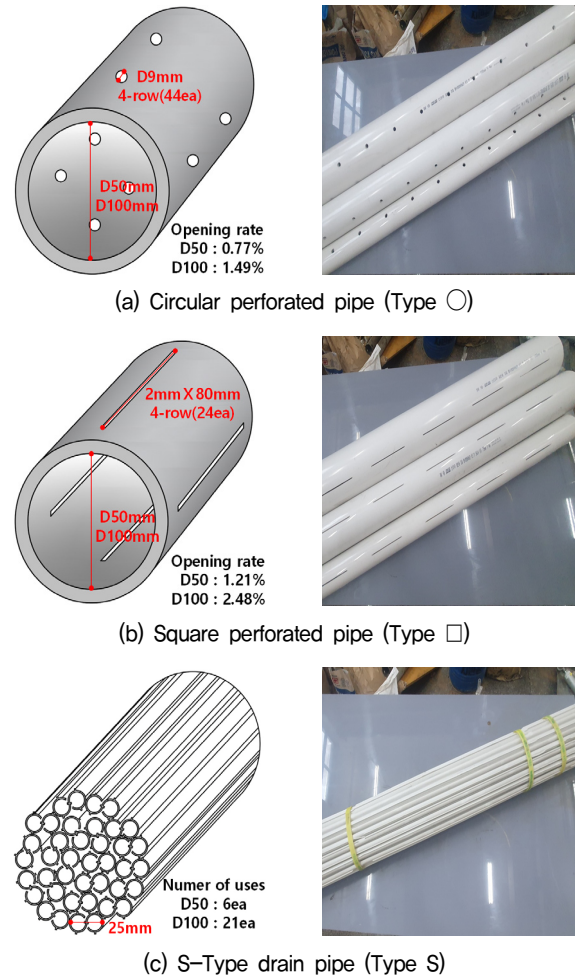 D9mm
4-row(44ea)
D50mm
D100mm
Opening rate
D50 : 0.77%
D100 : 1.49%
(a) Circular perforated pipe (Type ○)
2mm X 80mm
4-row(24ea)
D50mm
D100mm
Opening rate
D50 : 1.21%
D100 : 2.48%
(b) Square perforated pipe (Type □)
Numer of uses
D50 : 6ea
D100 : 21ea
25mm
(c) S-Type drain pipe (Type S)